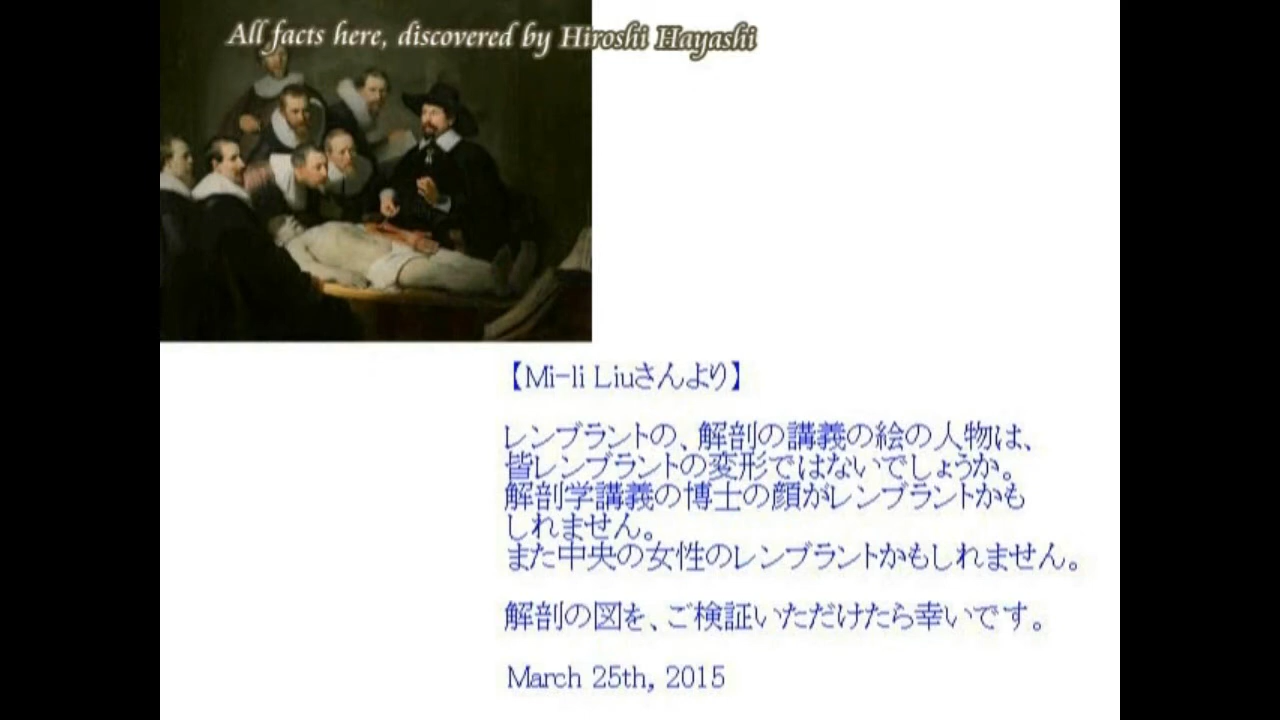 All facts here, discovered by Hiroshi Hayashi
【Mi-li Liuさんより】
レンブラントの、解剖の講義の絵の人物は、
皆レンブラントの変形ではないでしょうか。
解剖学講義の博士の顔がレンブラントかも
しれません。
また中央の女性のレンブラントかもしれません。
解剖の図を、ご検証いただけたら幸いです。
March 25th, 2015